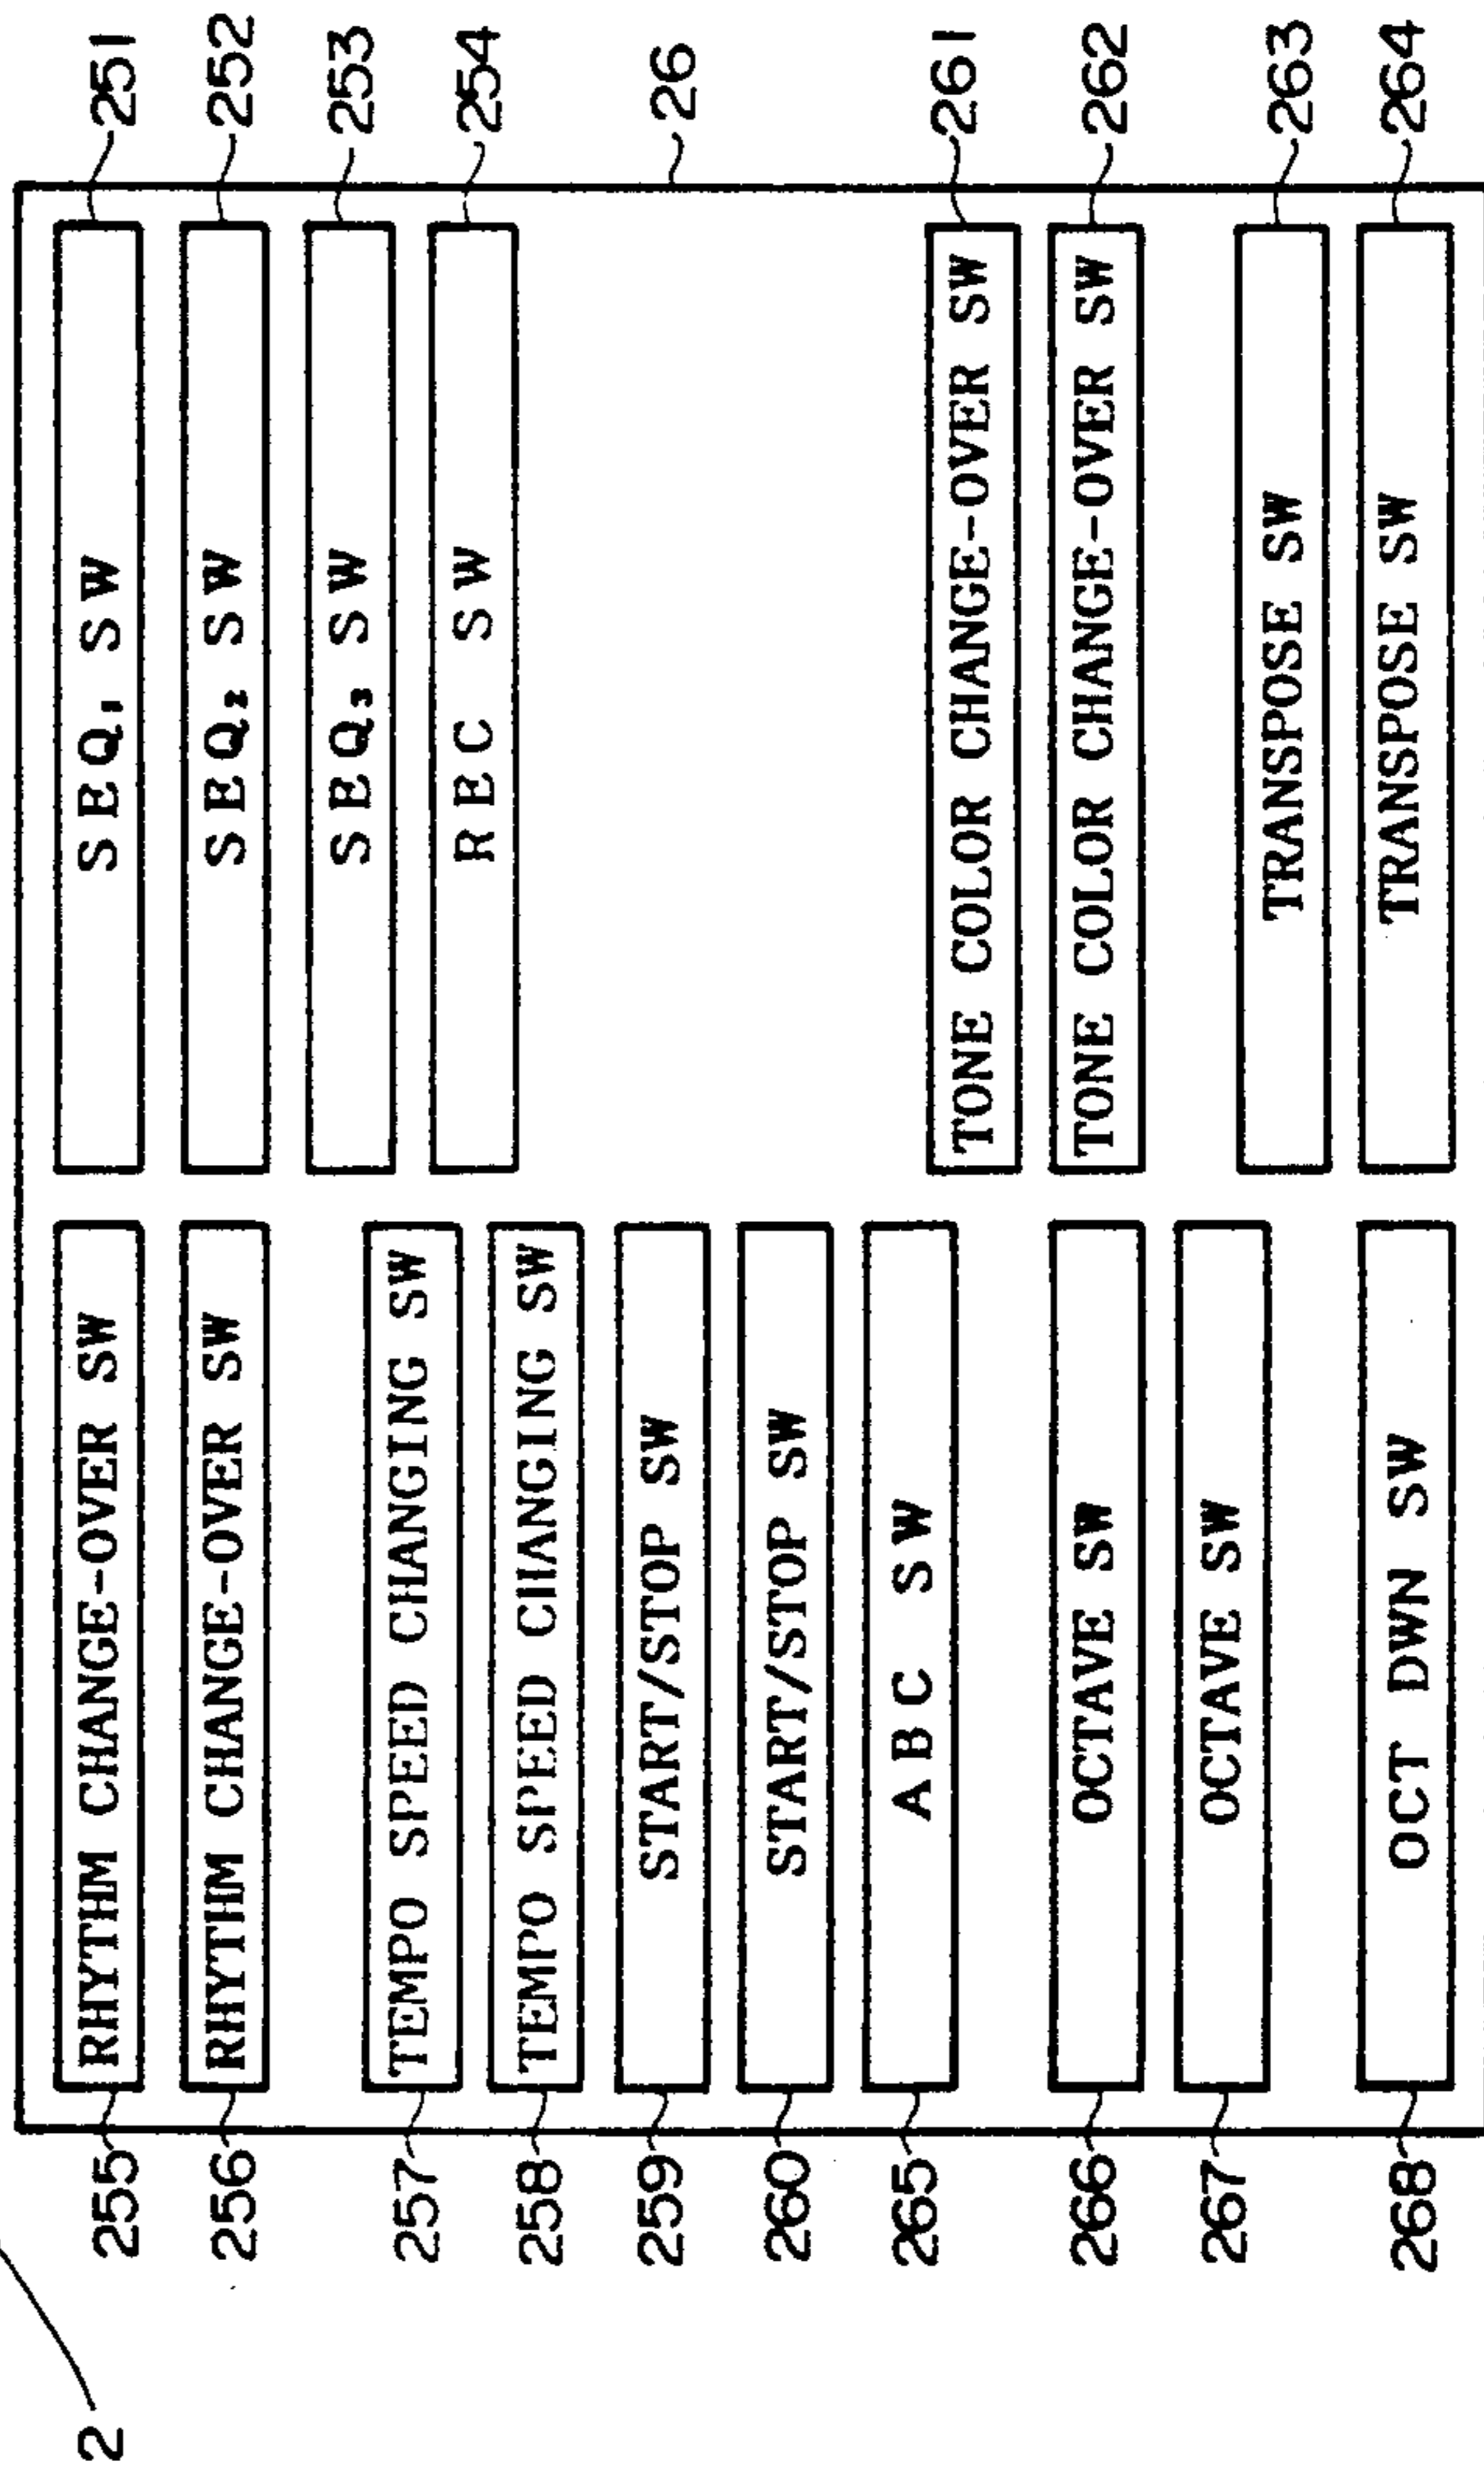 255 RHYTHM CHANGE-OVER SW SEQ₁ SW 251
256 RHYTHM CHANGE-OVER SW SEQ₂ SW 252
SEQ₃ SW 253
257 TEMPO SPEED CHANGING SW
REC SW 254
258 TEMPO SPEED CHANGING SW
259 START/STOP SW
26
260 START/STOP SW
265 ABC SW
TONE COLOR CHANGE-OVER SW 261
266 OCTAVE SW TONE COLOR CHANGE-OVER SW 262
267 OCTAVE SW
TRANSPOSE SW 263
268 OCT DWN SW TRANSPOSE SW 264
2